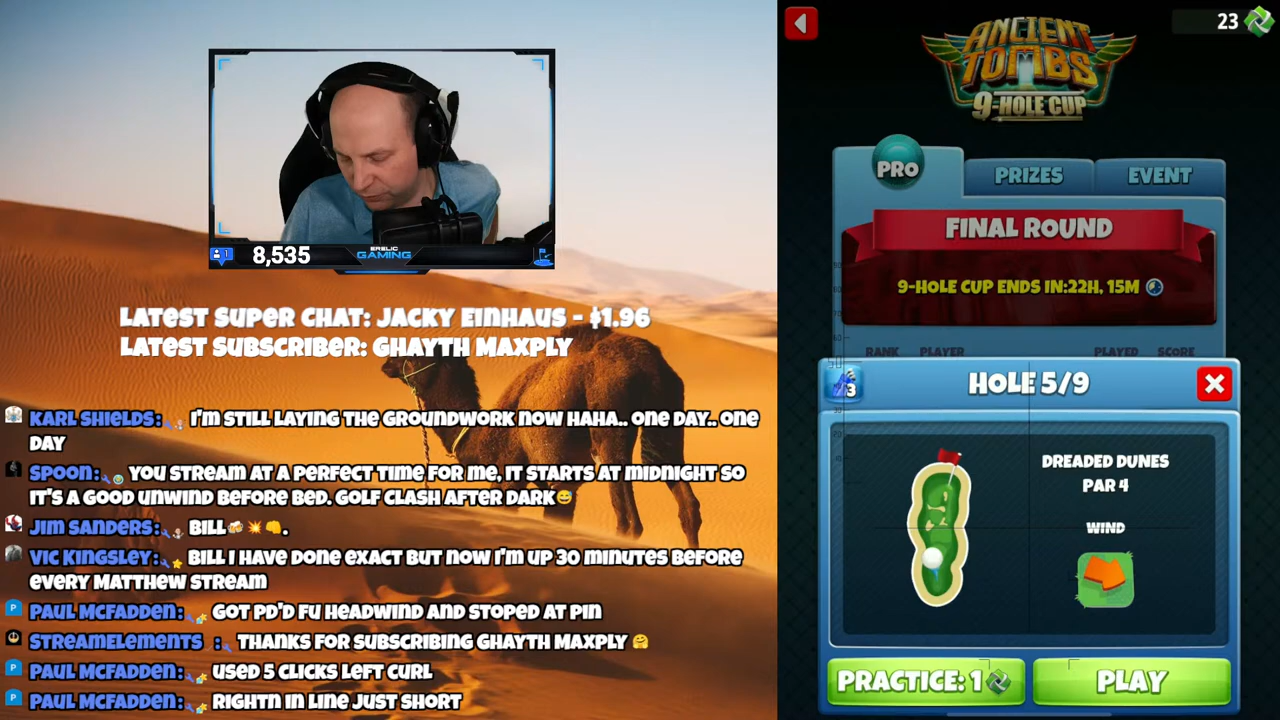 8,535
ERELIC
GAMING
Latest Super Chat: Jacky Einhaus - $1.96
Latest Subscriber: Ghayth Maxply
Karl Shields: I'm still laying the groundwork now haha.. one day.. one
day
Spoon: You stream at a perfect time for me, it starts at midnight so
it's a good unwind before bed. Golf clash after dark😅
Jim Sanders: Bill🍻💥👊.
Vic Kingsley: Bill I have done exact but now I'm up 30 minutes before
every Matthew stream
Paul McFadden: Got PD'd FU headwind and stoped at pin
StreamElements : Thanks for subscribing Ghayth Maxply 🤗
Paul McFadden: used 5 clicks left curl
Paul McFadden: Rightn in line just short
23
ANCIENT
TOMBS
9-HOLE CUP
PRO
PRIZES
EVENT
FINAL ROUND
9-HOLE CUP ENDS IN:22H, 15M
RANK PLAYER PLAYED SCORE
3
HOLE 5/9
DREADED DUNES
PAR 4
WIND
PRACTICE: 1
PLAY